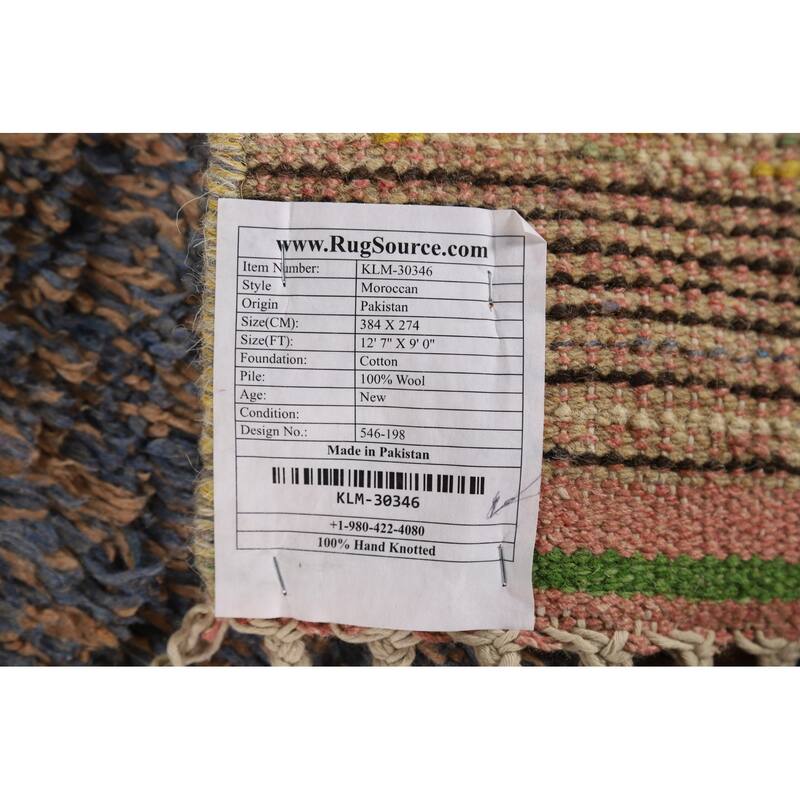 www.RugSource.com
Item Number: KLM-30346
Style Moroccan
Origin Pakistan
Size(CM): 384 X 274
Size(FT): 12' 7" X 9' 0"
Foundation: Cotton
Pile: 100% Wool
Age: New
Condition:
Design No.: 546-198
Made in Pakistan
KLM-30346
+1-980-422-4080
100% Hand Knotted